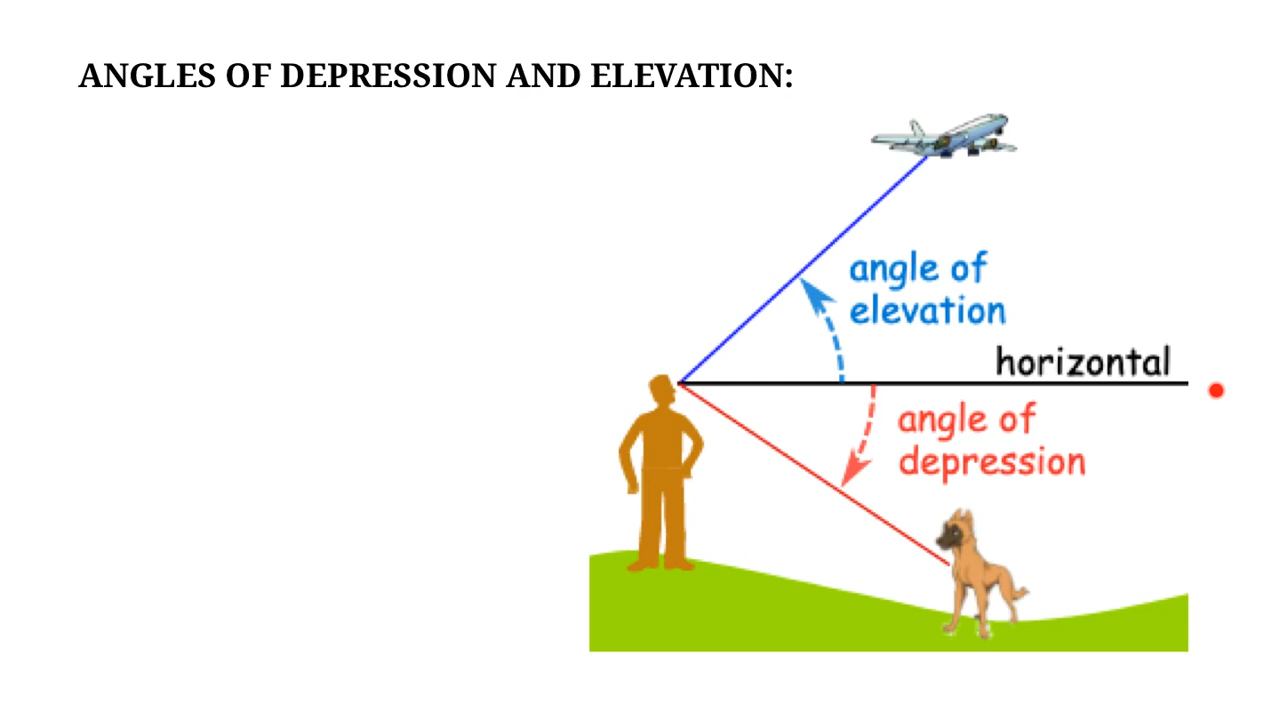 ANGLES OF DEPRESSION AND ELEVATION:
angle of
elevation
horizontal
angle of
depression